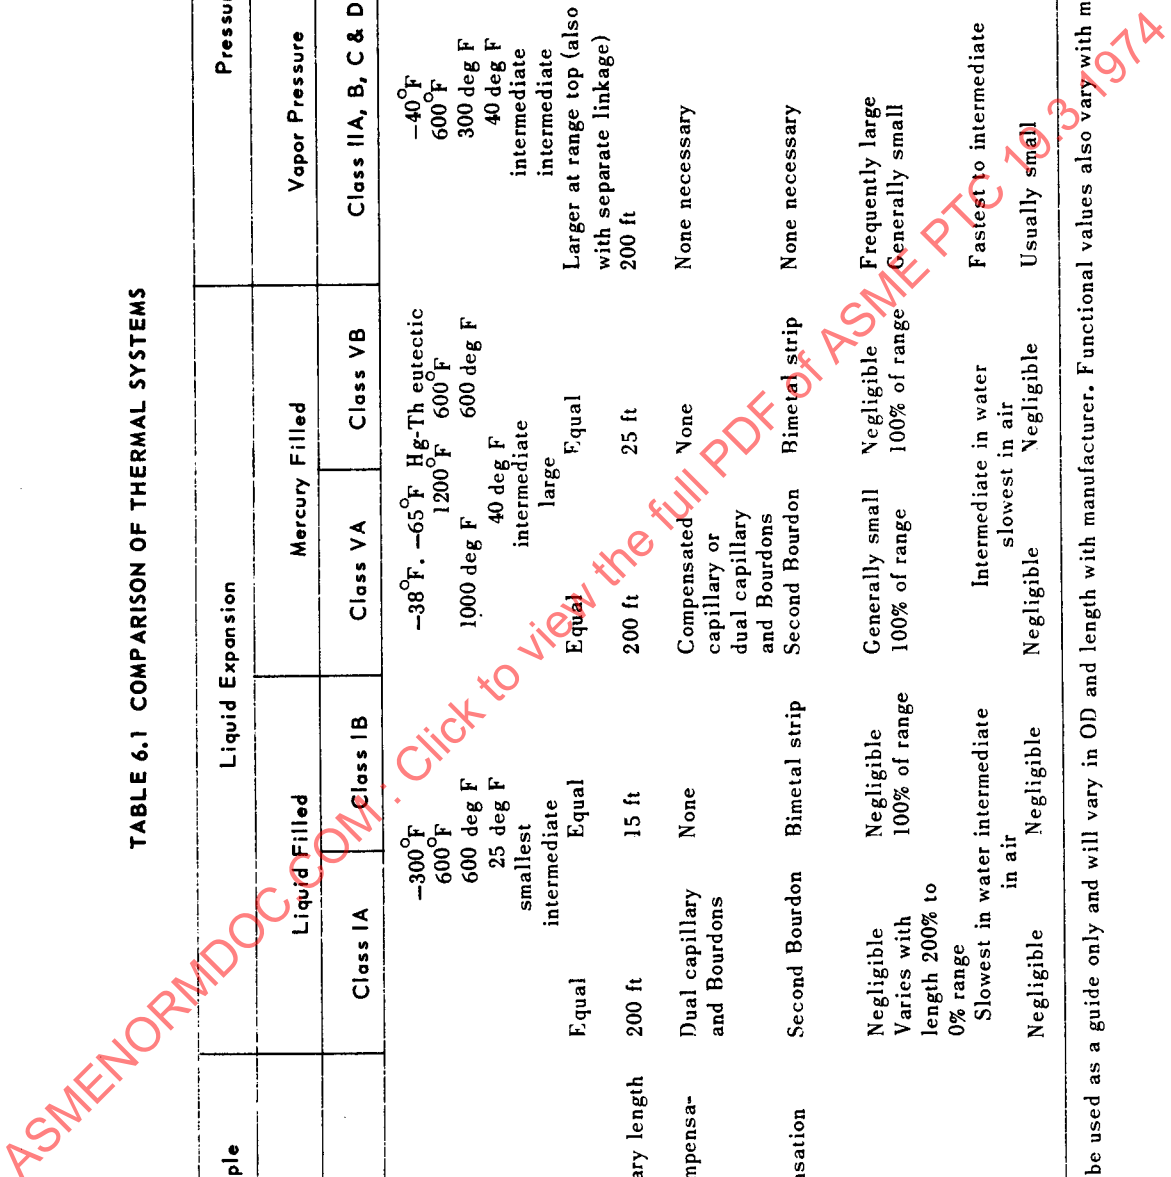 TABLE 6.1 COMPARISON OF THERMAL SYSTEMS
ple
Liquid Expansion
Pressur
Liquid Filled
Mercury Filled
Vapor Pressure
Class IA
Class IB
Class VA
Class VB
Class IIA, B, C & D
−300°F
−38°F. −65°F Hg-Th eutectic
−40°F
600°F
1200°F
600°F
600°F
600 deg F
1000 deg F
600 deg F
300 deg F
25 deg F
40 deg F
40 deg F
smallest
intermediate
intermediate
intermediate
large
intermediate
Equal
Equal
Equal
Equal
Larger at range top (also
with separate linkage)
ary length
200 ft
15 ft
200 ft
25 ft
200 ft
mpensa-
Dual capillary
and Bourdons
None
Compensated
capillary or
dual capillary
and Bourdons
None
None necessary
nsation
Second Bourdon
Bimetal strip
Second Bourdon
Bimetal strip
None necessary
Negligible
Negligible
Generally small
Negligible
Frequently large
Varies with
length 200% to
0% range
100% of range
100% of range
100% of range
Generally small
Slowest in water intermediate
in air
Intermediate in water
slowest in air
Fastest to intermediate
Negligible
Negligible
Negligible
Negligible
Usually small
be used as a guide only and will vary in OD and length with manufacturer. Functional values also vary with m
ASMENORMDOC.COM : Click to view the full PDF of ASME PTC 19.3 1974